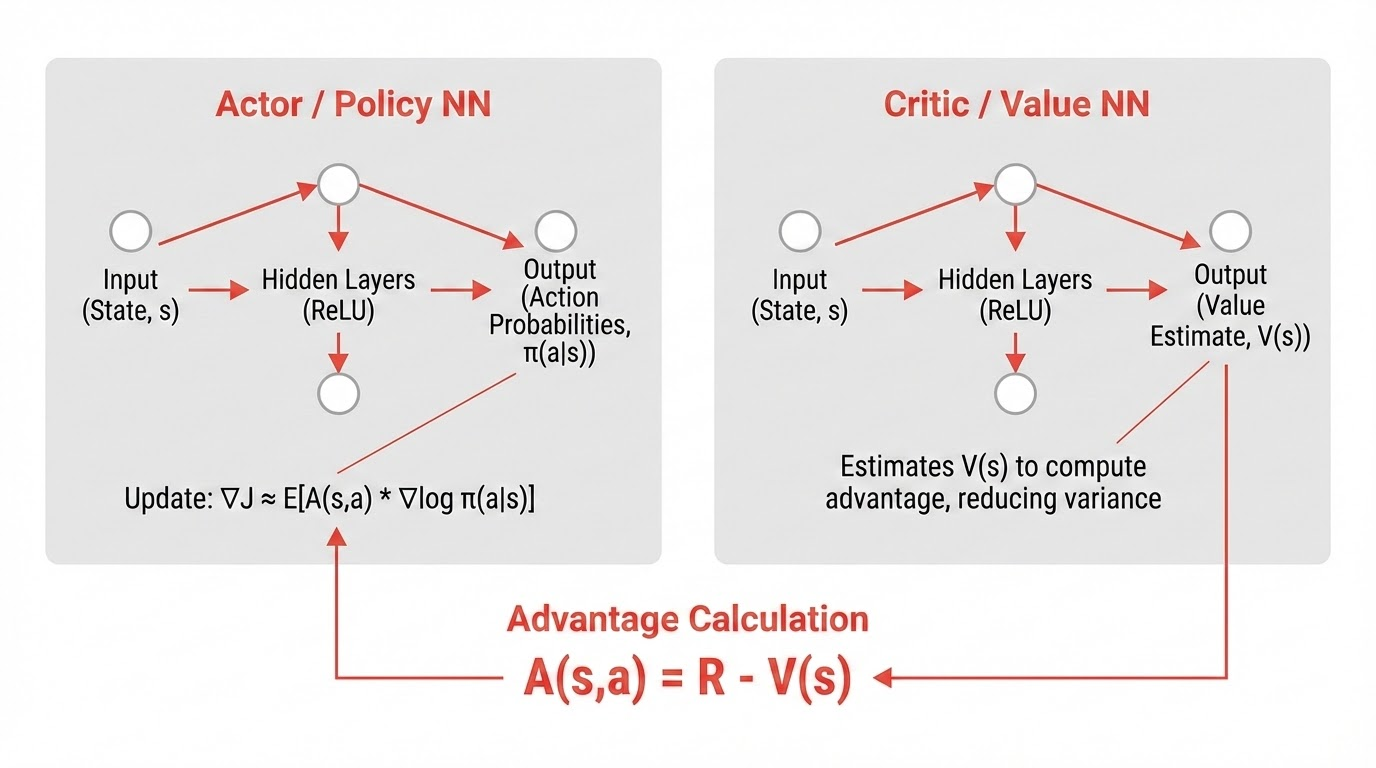 Actor / Policy NN
Input
(State, s)
Hidden Layers
(ReLU)
Output
(Action
Probabilities,
π(a|s))
Update: ∇J ≈ E[A(s,a) * ∇log π(a|s)]
Critic / Value NN
Input
(State, s)
Hidden Layers
(ReLU)
Output
(Value
Estimate, V(s))
Estimates V(s) to compute
advantage, reducing variance
Advantage Calculation
A(s,a) = R - V(s)